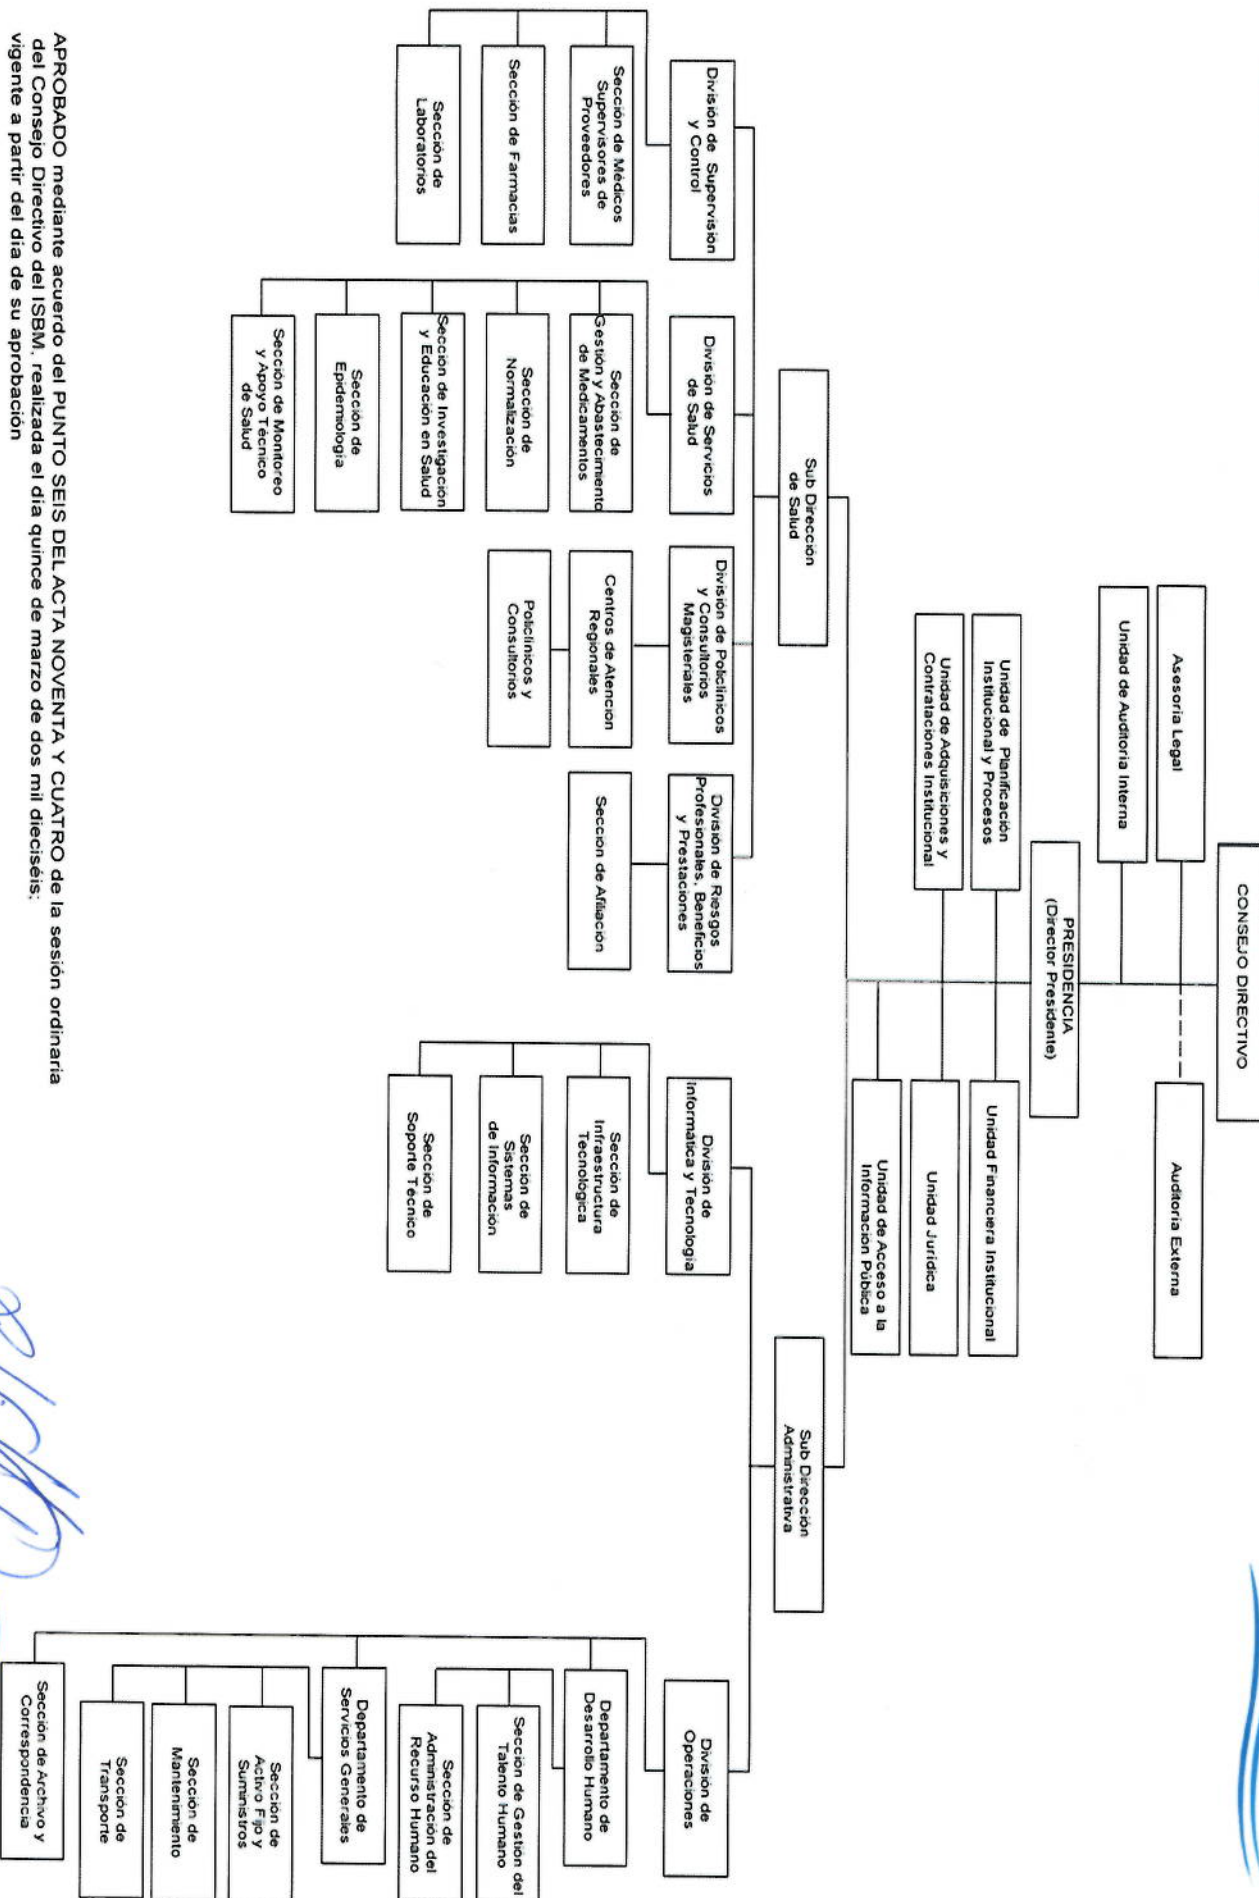 CONSEJO DIRECTIVO
Asesoria Legal
Auditoria Externa
Unidad de Auditoria Interna
PRESIDENCIA
(Director Presidente)
Unidad de Planificación
Institucional y Procesos
Unidad Financiera Institucional
Unidad de Adquisiciones y
Contrataciones Institucional
Unidad Jurídica
Unidad de Acceso a la
Información Pública
Sub Dirección
de Salud
Sub Dirección
Administrativa
División de Supervisión
y Control
Sección de Médicos
Supervisores de
Proveedores
Sección de Farmacias
Sección de
Laboratorios
División de Servicios
de Salud
Sección de
Gestión y Abastecimiento
de Medicamentos
Sección de
Normalización
Sección de Investigación
y Educación en Salud
Sección de
Epidemiología
Sección de Monitoreo
y Apoyo Técnico
de Salud
División de Policlínicos
y Consultorios
Magisteriales
Centros de Atención
Regionales
Policlínicos y
Consultorios
División de Riesgos
Profesionales, Beneficios
y Prestaciones
Sección de Afiliación
División de
Informática y Tecnología
Sección de
Infraestructura
Tecnologica
Sección de
Sistemas
de Información
Sección de
Soporte Técnico
División de
Operaciones
Departamento de
Desarrollo Humano
Sección de Gestión del
Talento Humano
Sección de
Administración del
Recurso Humano
Departamento de
Servicios Generales
Sección de
Activo Fijo y
Suministros
Sección de
Mantenimiento
Sección de
Transporte
Sección de Archivo y
Correspondencia
APROBADO mediante acuerdo del PUNTO SEIS DEL ACTA NOVENTA Y CUATRO de la sesión ordinaria
del Consejo Directivo del ISBM, realizada el día quince de marzo de dos mil dieciséis;
vigente a partir del día de su aprobación